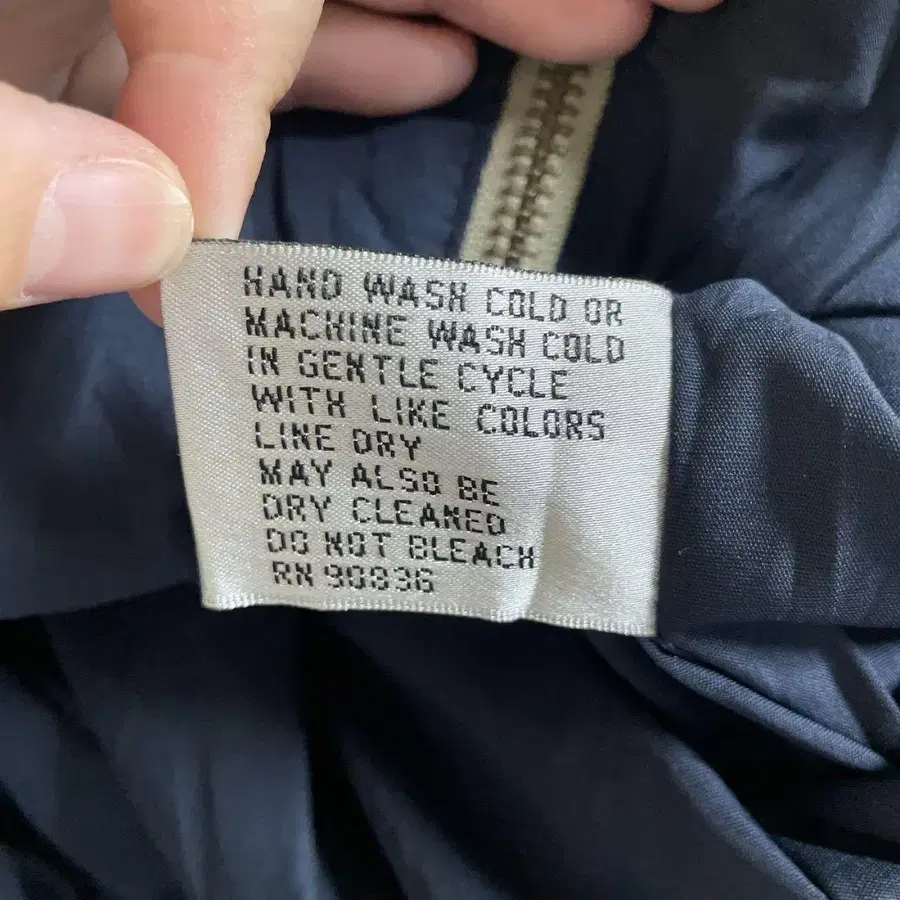 HAND WASH COLD OR
MACHINE WASH COLD
IN GENTLE CYCLE
WITH LIKE COLORS
LINE DRY
MAY ALSO BE
DRY CLEANED
DO NOT BLEACH
RN 90836